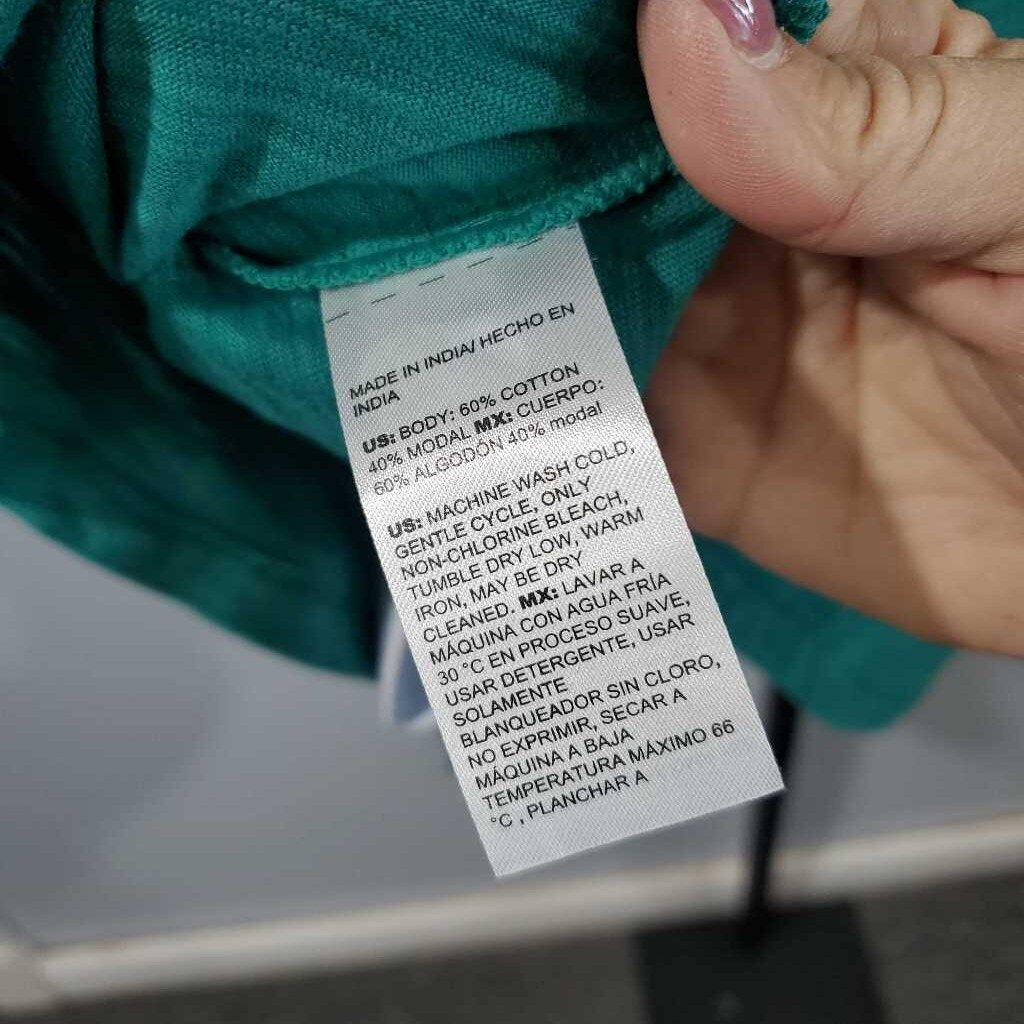 MADE IN INDIA/ HECHO EN
INDIA
US: BODY: 60% COTTON
40% MODAL MX: CUERPO:
60% ALGODÓN 40% modal
US: MACHINE WASH COLD,
GENTLE CYCLE, ONLY
NON-CHLORINE BLEACH,
TUMBLE DRY LOW, WARM
IRON, MAY BE DRY
CLEANED. MX: LAVAR A
MÁQUINA CON AGUA FRÍA
30 °C EN PROCESO SUAVE,
USAR DETERGENTE, USAR
SOLAMENTE
BLANQUEADOR SIN CLORO,
NO EXPRIMIR, SECAR A
MÁQUINA A BAJA
TEMPERATURA MÁXIMO 66
°C , PLANCHAR A